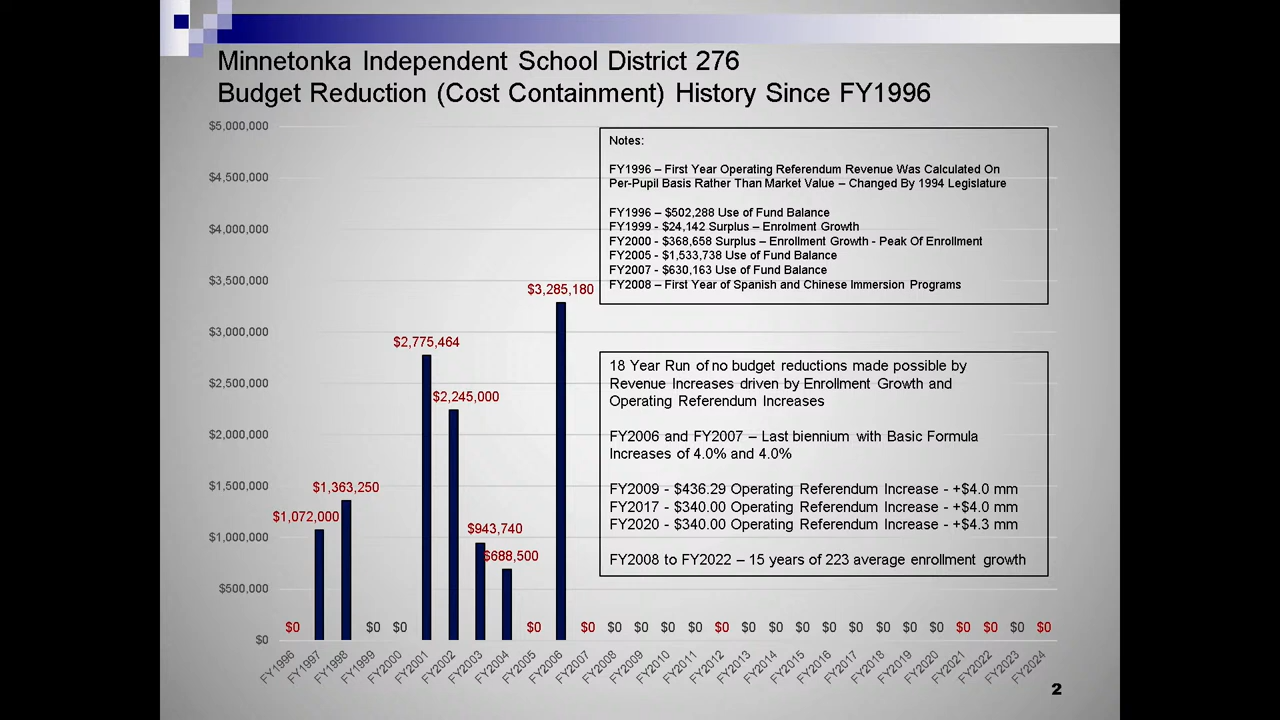 Minnetonka Independent School District 276
Budget Reduction (Cost Containment) History Since FY1996
$5,000,000
$4,500,000
$4,000,000
$3,500,000
$3,000,000
$2,500,000
$2,000,000
$1,500,000
$1,000,000
$500,000
$0
Notes:
FY1996 – First Year Operating Referendum Revenue Was Calculated On
Per-Pupil Basis Rather Than Market Value – Changed By 1994 Legislature
FY1996 – $502,288 Use of Fund Balance
FY1999 - $24,142 Surplus – Enrolment Growth
FY2000 - $368,658 Surplus – Enrollment Growth - Peak Of Enrollment
FY2005 - $1,533,738 Use of Fund Balance
FY2007 - $630,163 Use of Fund Balance
FY2008 – First Year of Spanish and Chinese Immersion Programs
18 Year Run of no budget reductions made possible by
Revenue Increases driven by Enrollment Growth and
Operating Referendum Increases
FY2006 and FY2007 – Last biennium with Basic Formula
Increases of 4.0% and 4.0%
FY2009 - $436.29 Operating Referendum Increase - +$4.0 mm
FY2017 - $340.00 Operating Referendum Increase - +$4.0 mm
FY2020 - $340.00 Operating Referendum Increase - +$4.3 mm
FY2008 to FY2022 – 15 years of 223 average enrollment growth
$0 $1,072,000 $1,363,250 $0 $0 $2,775,464 $2,245,000 $943,740 $688,500 $0 $3,285,180 $0 $0 $0 $0 $0 $0 $0 $0 $0 $0 $0 $0 $0 $0 $0 $0 $0 $0
FY1996 FY1997 FY1998 FY1999 FY2000 FY2001 FY2002 FY2003 FY2004 FY2005 FY2006 FY2007 FY2008 FY2009 FY2010 FY2011 FY2012 FY2013 FY2014 FY2015 FY2016 FY2017 FY2018 FY2019 FY2020 FY2021 FY2022 FY2023 FY2024
2